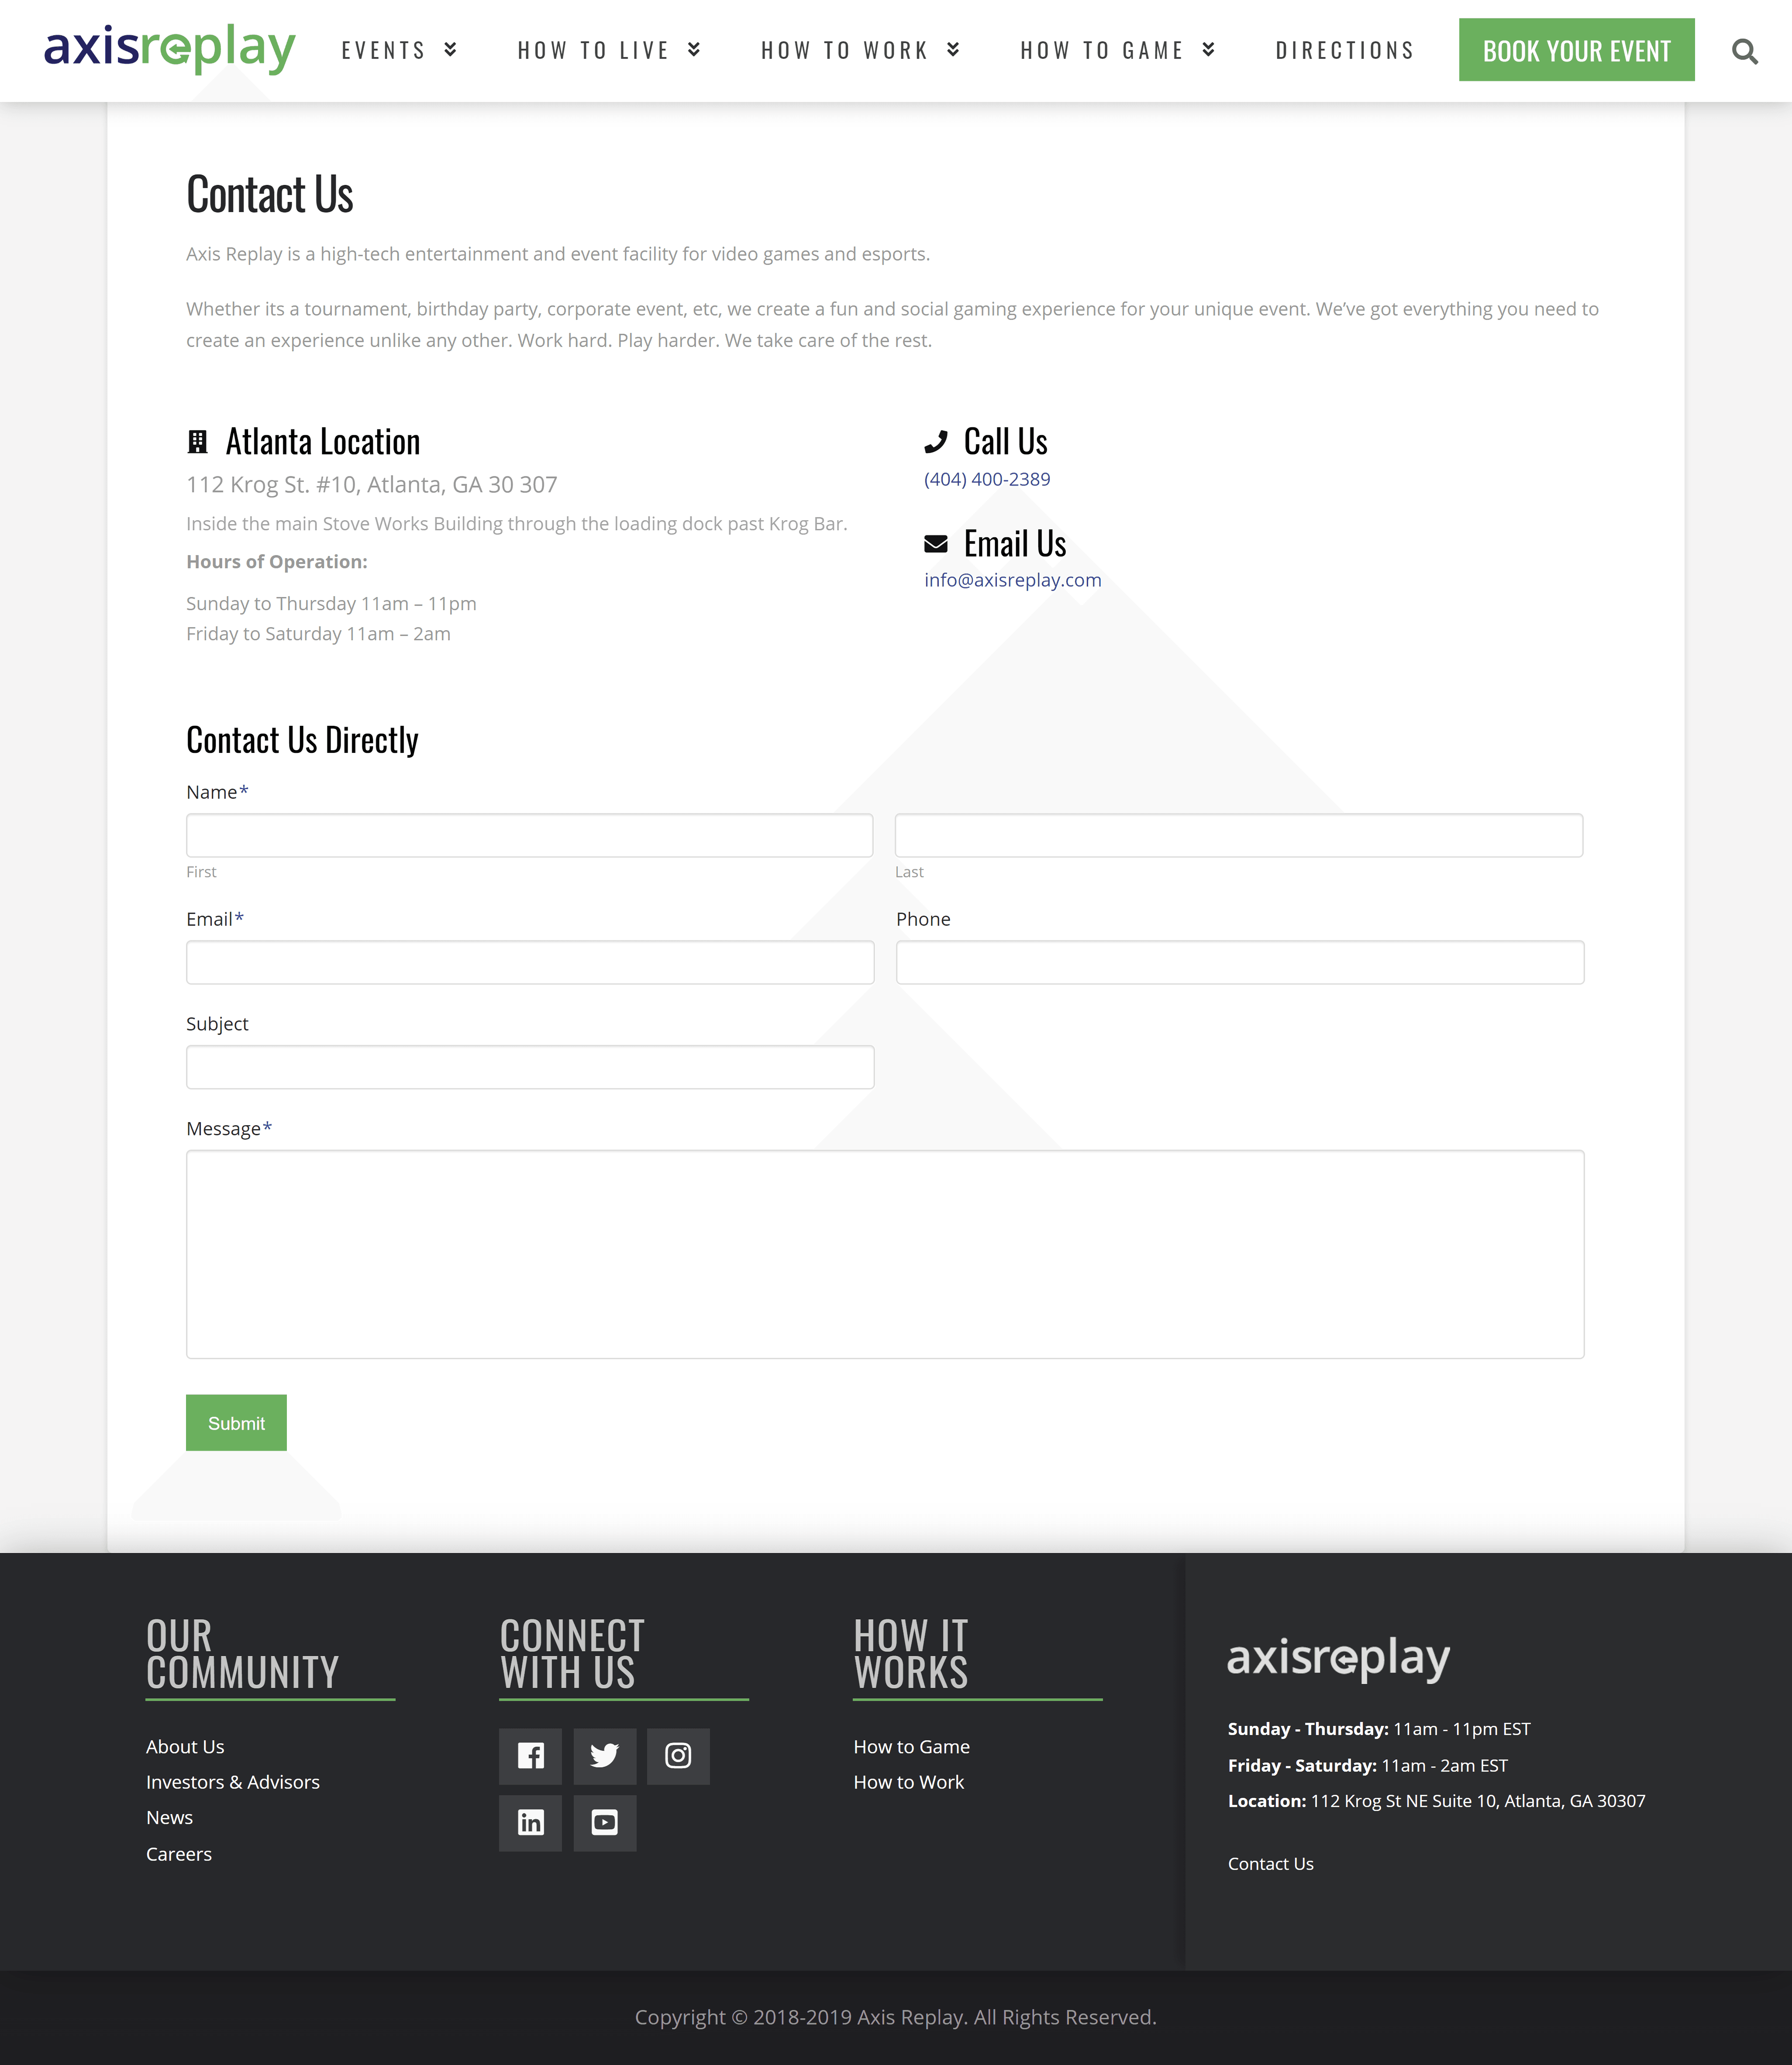 axisreplay
EVENTS
HOW TO LIVE
HOW TO WORK
HOW TO GAME
DIRECTIONS
BOOK YOUR EVENT
Contact Us
Axis Replay is a high-tech entertainment and event facility for video games and esports.
Whether its a tournament, birthday party, corporate event, etc, we create a fun and social gaming experience for your unique event. We’ve got everything you need to
create an experience unlike any other. Work hard. Play harder. We take care of the rest.
Atlanta Location
112 Krog St. #10, Atlanta, GA 30 307
Inside the main Stove Works Building through the loading dock past Krog Bar.
Hours of Operation:
Sunday to Thursday 11am – 11pm
Friday to Saturday 11am – 2am
Call Us
(404) 400-2389
Email Us
info@axisreplay.com
Contact Us Directly
Name*
First
Last
Email*
Phone
Subject
Message*
Submit
OUR
COMMUNITY
About Us
Investors & Advisors
News
Careers
CONNECT
WITH US
HOW IT
WORKS
How to Game
How to Work
axisreplay
Sunday - Thursday: 11am - 11pm EST
Friday - Saturday: 11am - 2am EST
Location: 112 Krog St NE Suite 10, Atlanta, GA 30307
Contact Us
Copyright © 2018-2019 Axis Replay. All Rights Reserved.